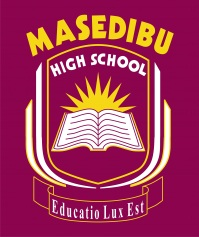 MASEDIBU
HIGH SCHOOL
Educatio Lux Est